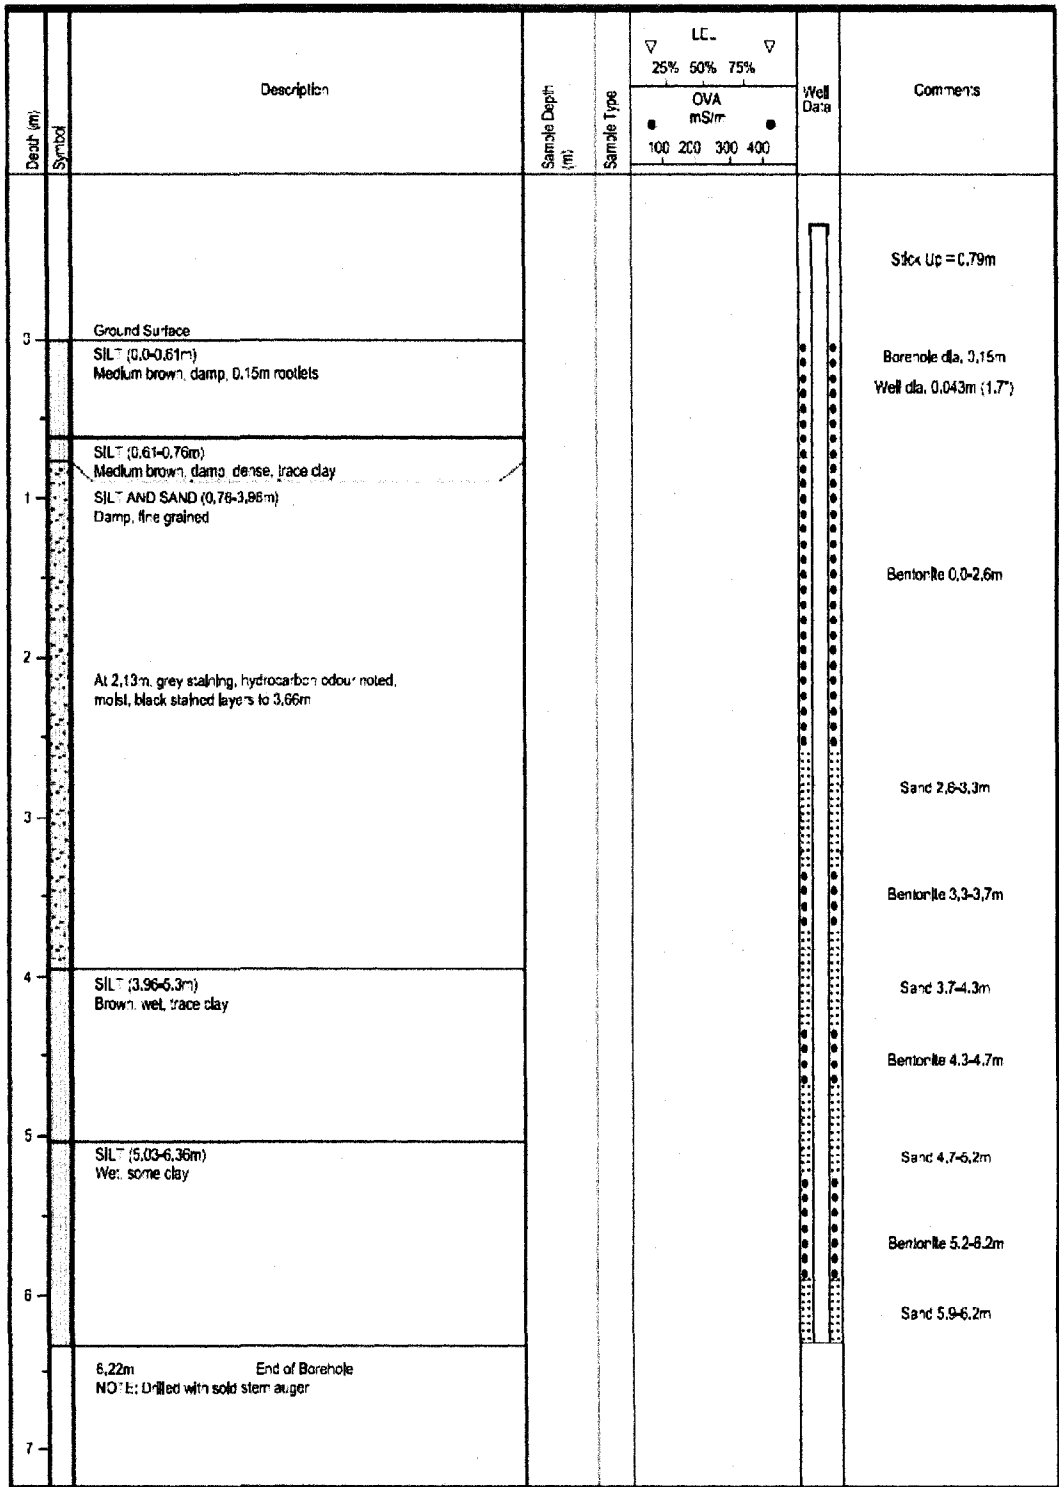 Depth (m)
Symbol
Description
Sample Depth
(m)
Sample Type
LEL
25% 50% 75%
OVA
mS/m
100 200 300 400
Well
Data
Comments
Stick Up = 0.79m
0
Ground Surface
SILT (0.0-0.61m)
Medium brown, damp, 0.15m rootlets
Borehole dia. 0.15m
Well dia. 0.043m (1.7")
SILT (0.61-0.76m)
Medium brown, damp, dense, trace clay
1
SILT AND SAND (0.76-3.96m)
Damp, fine grained
Bentonite 0.0-2.6m
2
At 2.13m, grey staining, hydrocarbon odour noted,
moist, black stained layers to 3.66m
Sand 2.6-3.3m
3
Bentonite 3.3-3.7m
4
SILT (3.96-5.3m)
Brown, wet, trace clay
Sand 3.7-4.3m
Bentonite 4.3-4.7m
5
SILT (5.03-6.36m)
Wet, some clay
Sand 4.7-5.2m
Bentonite 5.2-6.2m
6
Sand 5.9-6.2m
6.22m End of Borehole
NOTE: Drilled with solid stem auger
7